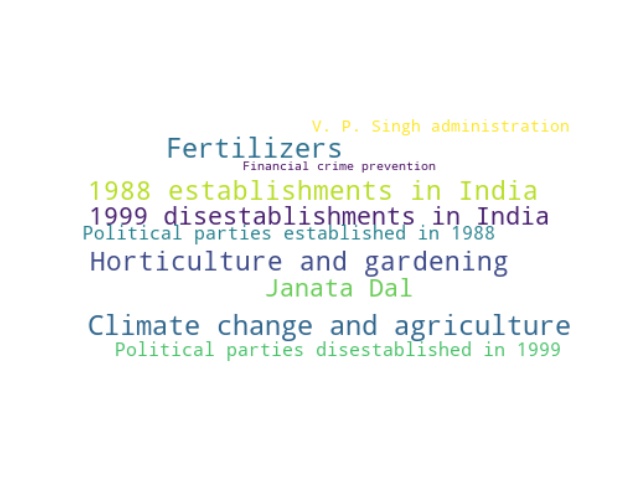 V. P. Singh administration
Fertilizers
Financial crime prevention
1988 establishments in India
1999 disestablishments in India
Political parties established in 1988
Horticulture and gardening
Janata Dal
Climate change and agriculture
Political parties disestablished in 1999